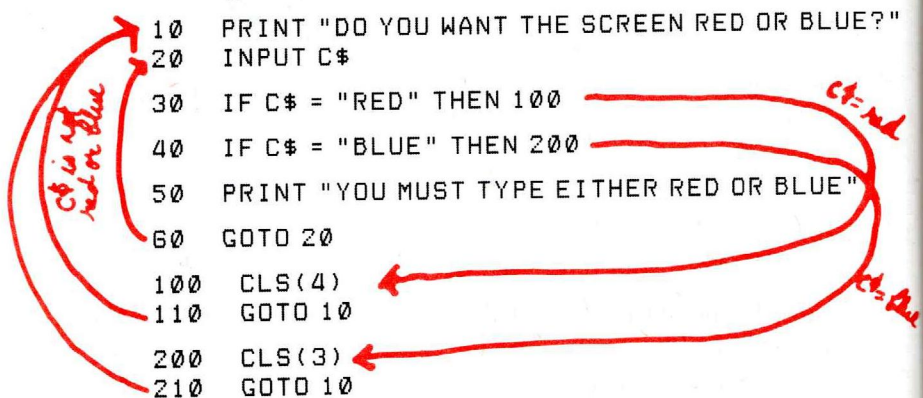 10 PRINT "DO YOU WANT THE SCREEN RED OR BLUE?"
20 INPUT C$
30 IF C$ = "RED" THEN 100
C$= red
40 IF C$ = "BLUE" THEN 200
C$ is not
red or blue
50 PRINT "YOU MUST TYPE EITHER RED OR BLUE"
60 GOTO 20
100 CLS(4)
C$= blue
110 GOTO 10
200 CLS(3)
210 GOTO 10